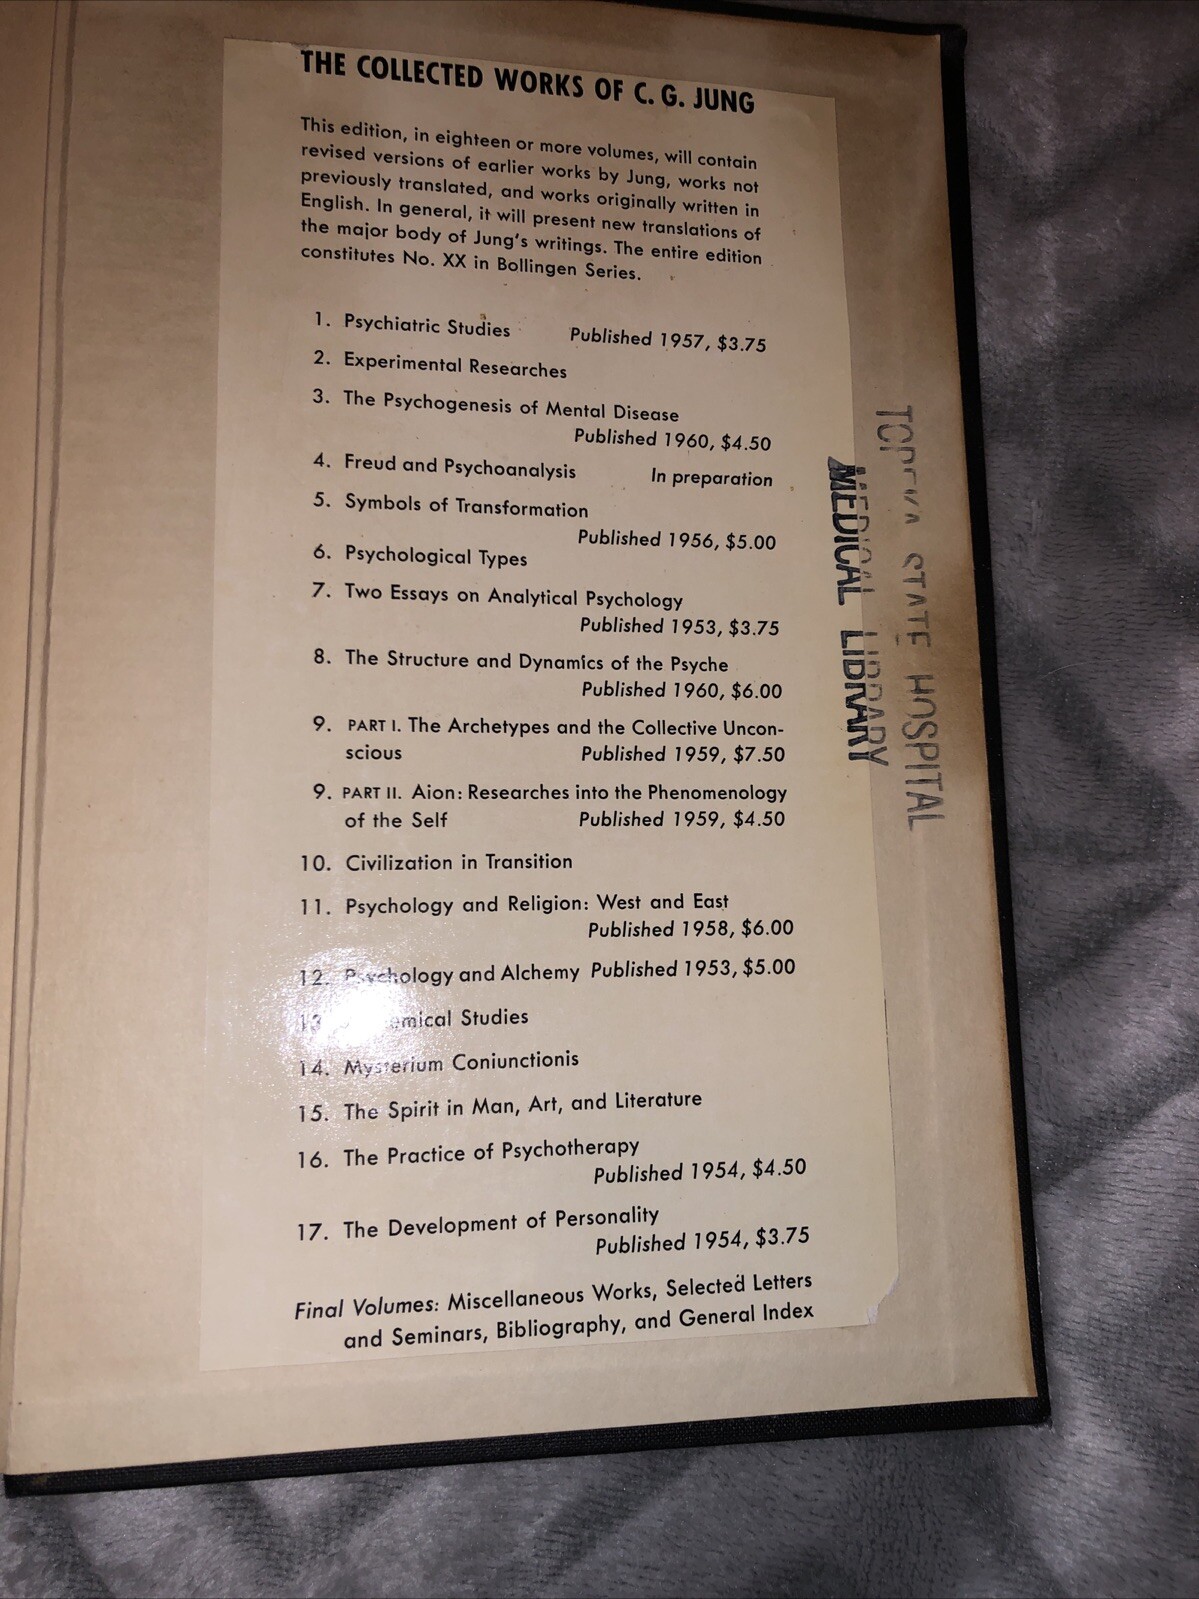 THE COLLECTED WORKS OF C. G. JUNG
This edition, in eighteen or more volumes, will contain
revised versions of earlier works by Jung, works not
previously translated, and works originally written in
English. In general, it will present new translations of
the major body of Jung's writings. The entire edition
constitutes No. XX in Bollingen Series.
1. Psychiatric Studies Published 1957, $3.75
2. Experimental Researches
3. The Psychogenesis of Mental Disease
Published 1960, $4.50
4. Freud and Psychoanalysis In preparation
5. Symbols of Transformation
Published 1956, $5.00
6. Psychological Types
7. Two Essays on Analytical Psychology
Published 1953, $3.75
8. The Structure and Dynamics of the Psyche
Published 1960, $6.00
9. PART I. The Archetypes and the Collective Uncon-
scious Published 1959, $7.50
9. PART II. Aion: Researches into the Phenomenology
of the Self Published 1959, $4.50
10. Civilization in Transition
11. Psychology and Religion: West and East
Published 1958, $6.00
12. Psychology and Alchemy Published 1953, $5.00
13. Studies
14. Mysterium Coniunctionis
15. The Spirit in Man, Art, and Literature
16. The Practice of Psychotherapy
Published 1954, $4.50
17. The Development of Personality
Published 1954, $3.75
Final Volumes: Miscellaneous Works, Selected Letters
and Seminars, Bibliography, and General Index
TOPEKA STATE HOSPITAL
MEDICAL LIBRARY